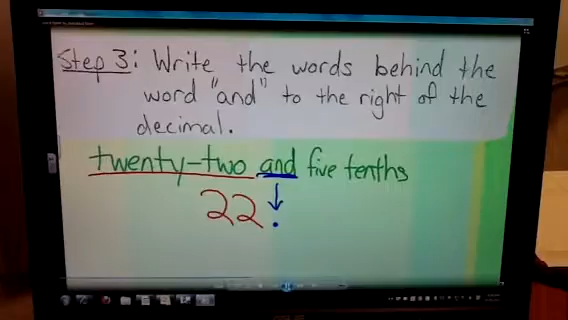 Step 3: Write the words behind the
word "and" to the right of the
decimal.
twenty-two and five tenths
22.